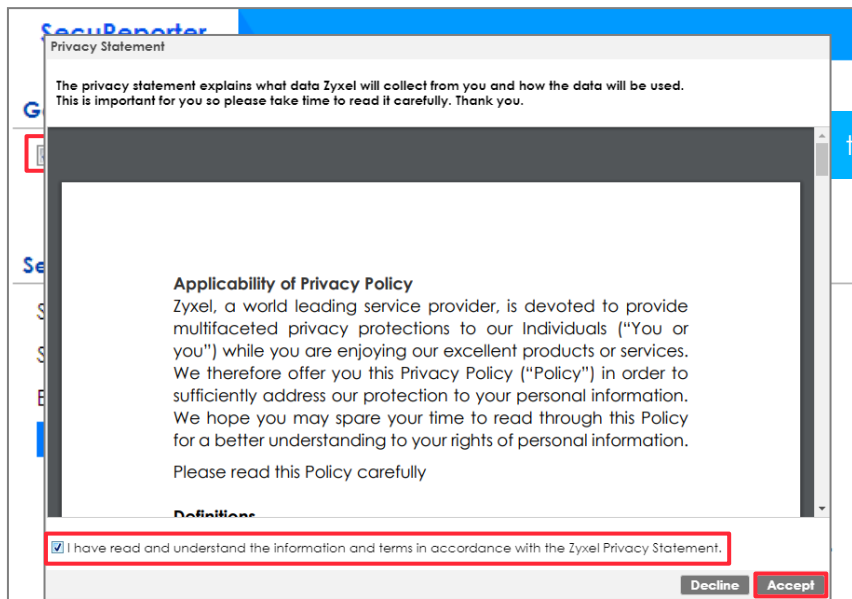 SecuReporter
Privacy Statement
The privacy statement explains what data Zyxel will collect from you and how the data will be used.
This is important for you so please take time to read it carefully. Thank you.
Applicability of Privacy Policy
Zyxel, a world leading service provider, is devoted to provide
multifaceted privacy protections to our Individuals (“You or
you”) while you are enjoying our excellent products or services.
We therefore offer you this Privacy Policy (“Policy”) in order to
sufficiently address our protection to your personal information.
We hope you may spare your time to read through this Policy
for a better understanding to your rights of personal information.
Please read this Policy carefully
Definitions
I have read and understand the information and terms in accordance with the Zyxel Privacy Statement.
Decline Accept